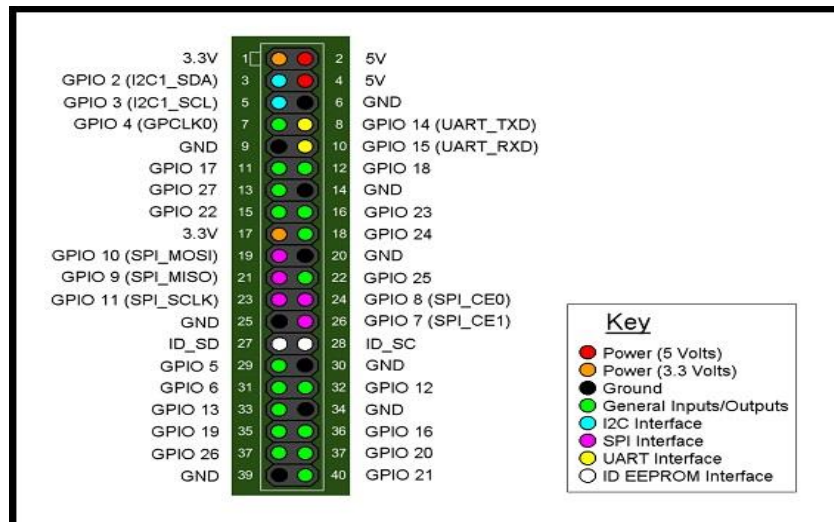 3.3V 1 2 5V
GPIO 2 (I2C1_SDA) 3 4 5V
GPIO 3 (I2C1_SCL) 5 6 GND
GPIO 4 (GPCLK0) 7 8 GPIO 14 (UART_TXD)
GND 9 10 GPIO 15 (UART_RXD)
GPIO 17 11 12 GPIO 18
GPIO 27 13 14 GND
GPIO 22 15 16 GPIO 23
3.3V 17 18 GPIO 24
GPIO 10 (SPI_MOSI) 19 20 GND
GPIO 9 (SPI_MISO) 21 22 GPIO 25
GPIO 11 (SPI_SCLK) 23 24 GPIO 8 (SPI_CE0)
GND 25 26 GPIO 7 (SPI_CE1)
ID_SD 27 28 ID_SC
GPIO 5 29 30 GND
GPIO 6 31 32 GPIO 12
GPIO 13 33 34 GND
GPIO 19 35 36 GPIO 16
GPIO 26 37 37 GPIO 20
GND 39 40 GPIO 21
Key
Power (5 Volts)
Power (3.3 Volts)
Ground
General Inputs/Outputs
I2C Interface
SPI Interface
UART Interface
ID EEPROM Interface